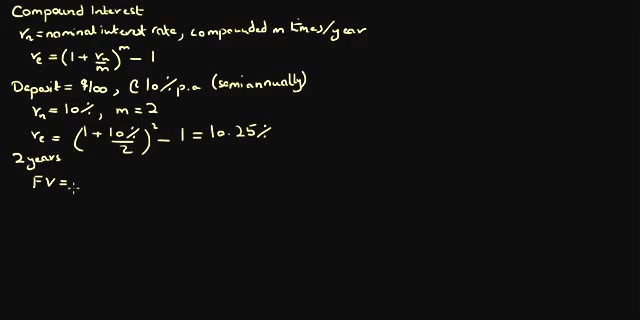 Compound Interest
rn = nominal interest rate, compounded m times/year
re = (1 + rn/m)^m - 1
Deposit = $100, @ 10% p.a (semiannually)
rn = 10%, m = 2
re = (1 + 10%/2)^2 - 1 = 10.25%
2 years
FV =